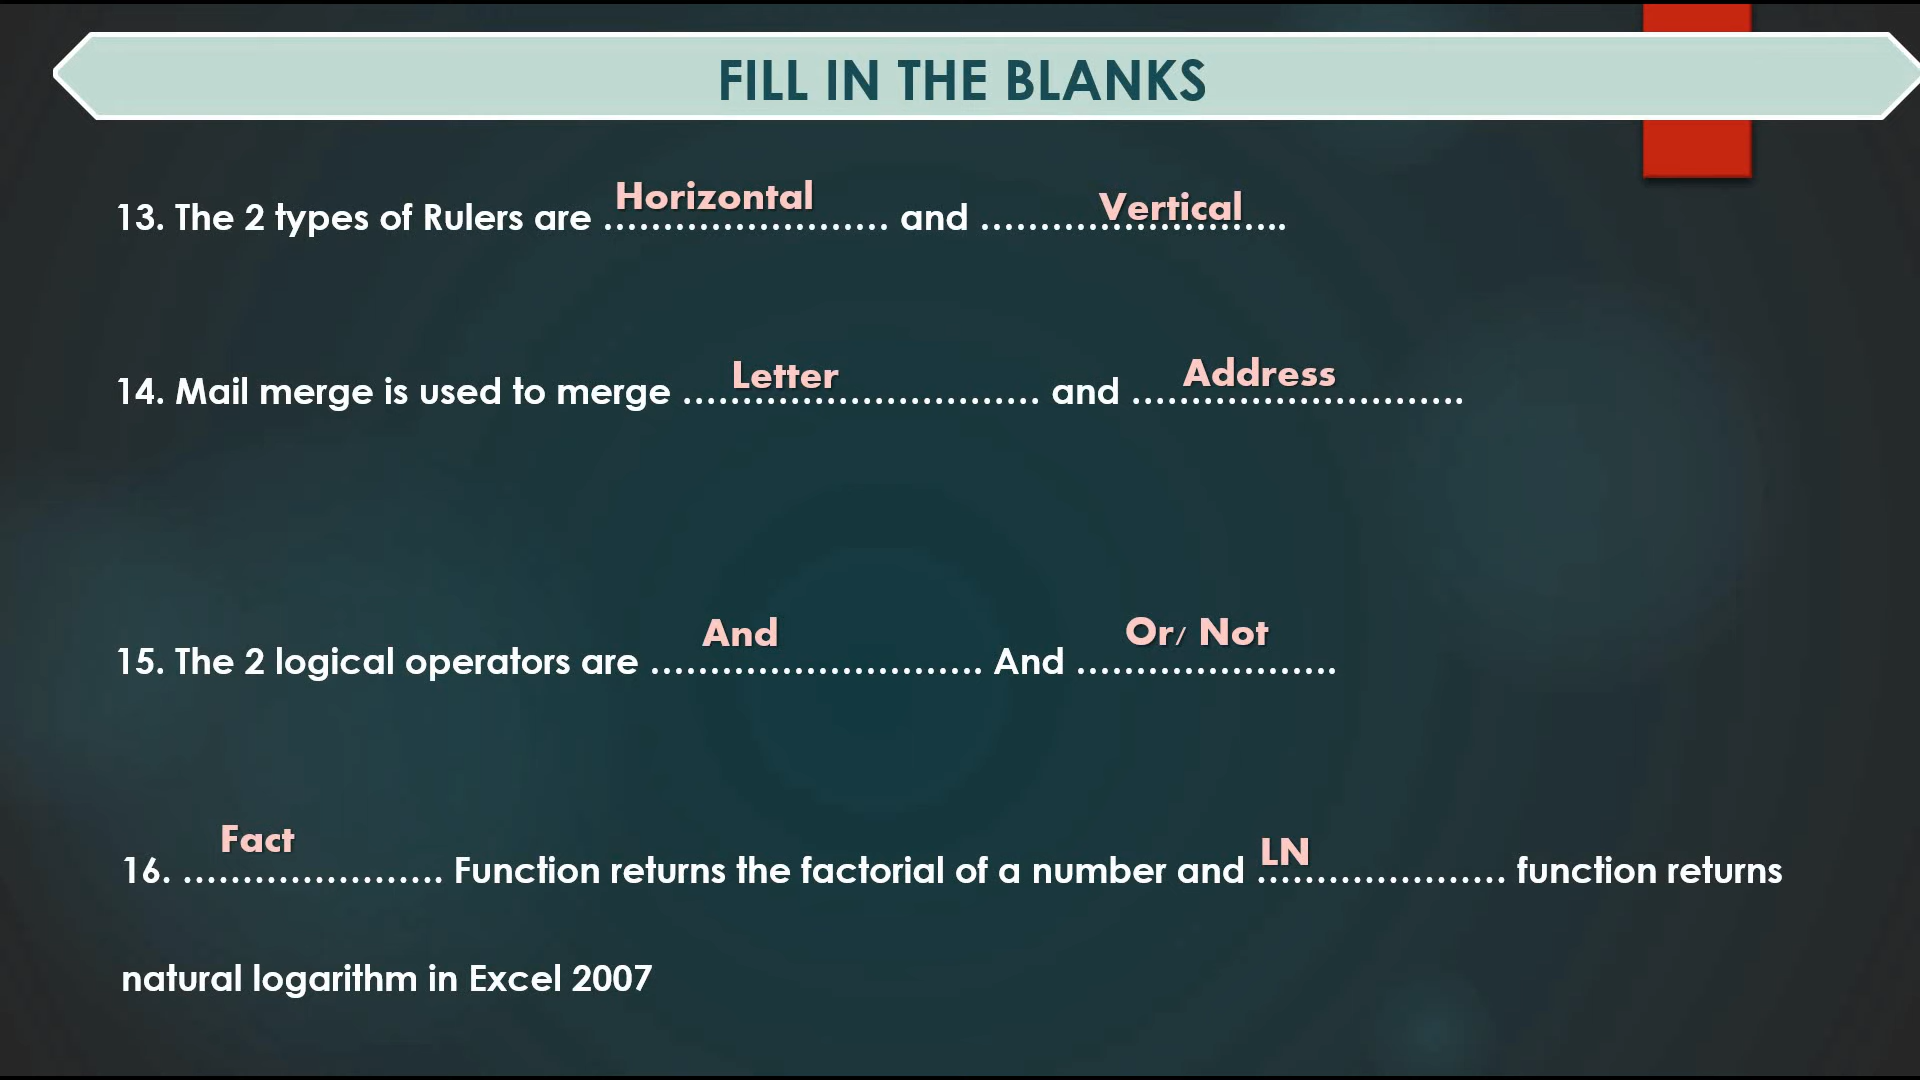 FILL IN THE BLANKS
13. The 2 types of Rulers are Horizontal........................ and Vertical..........................
14. Mail merge is used to merge Letter.............................. and Address............................
15. The 2 logical operators are And............................ And Or/ Not......................
16. Fact...................... Function returns the factorial of a number and LN..................... function returns
natural logarithm in Excel 2007